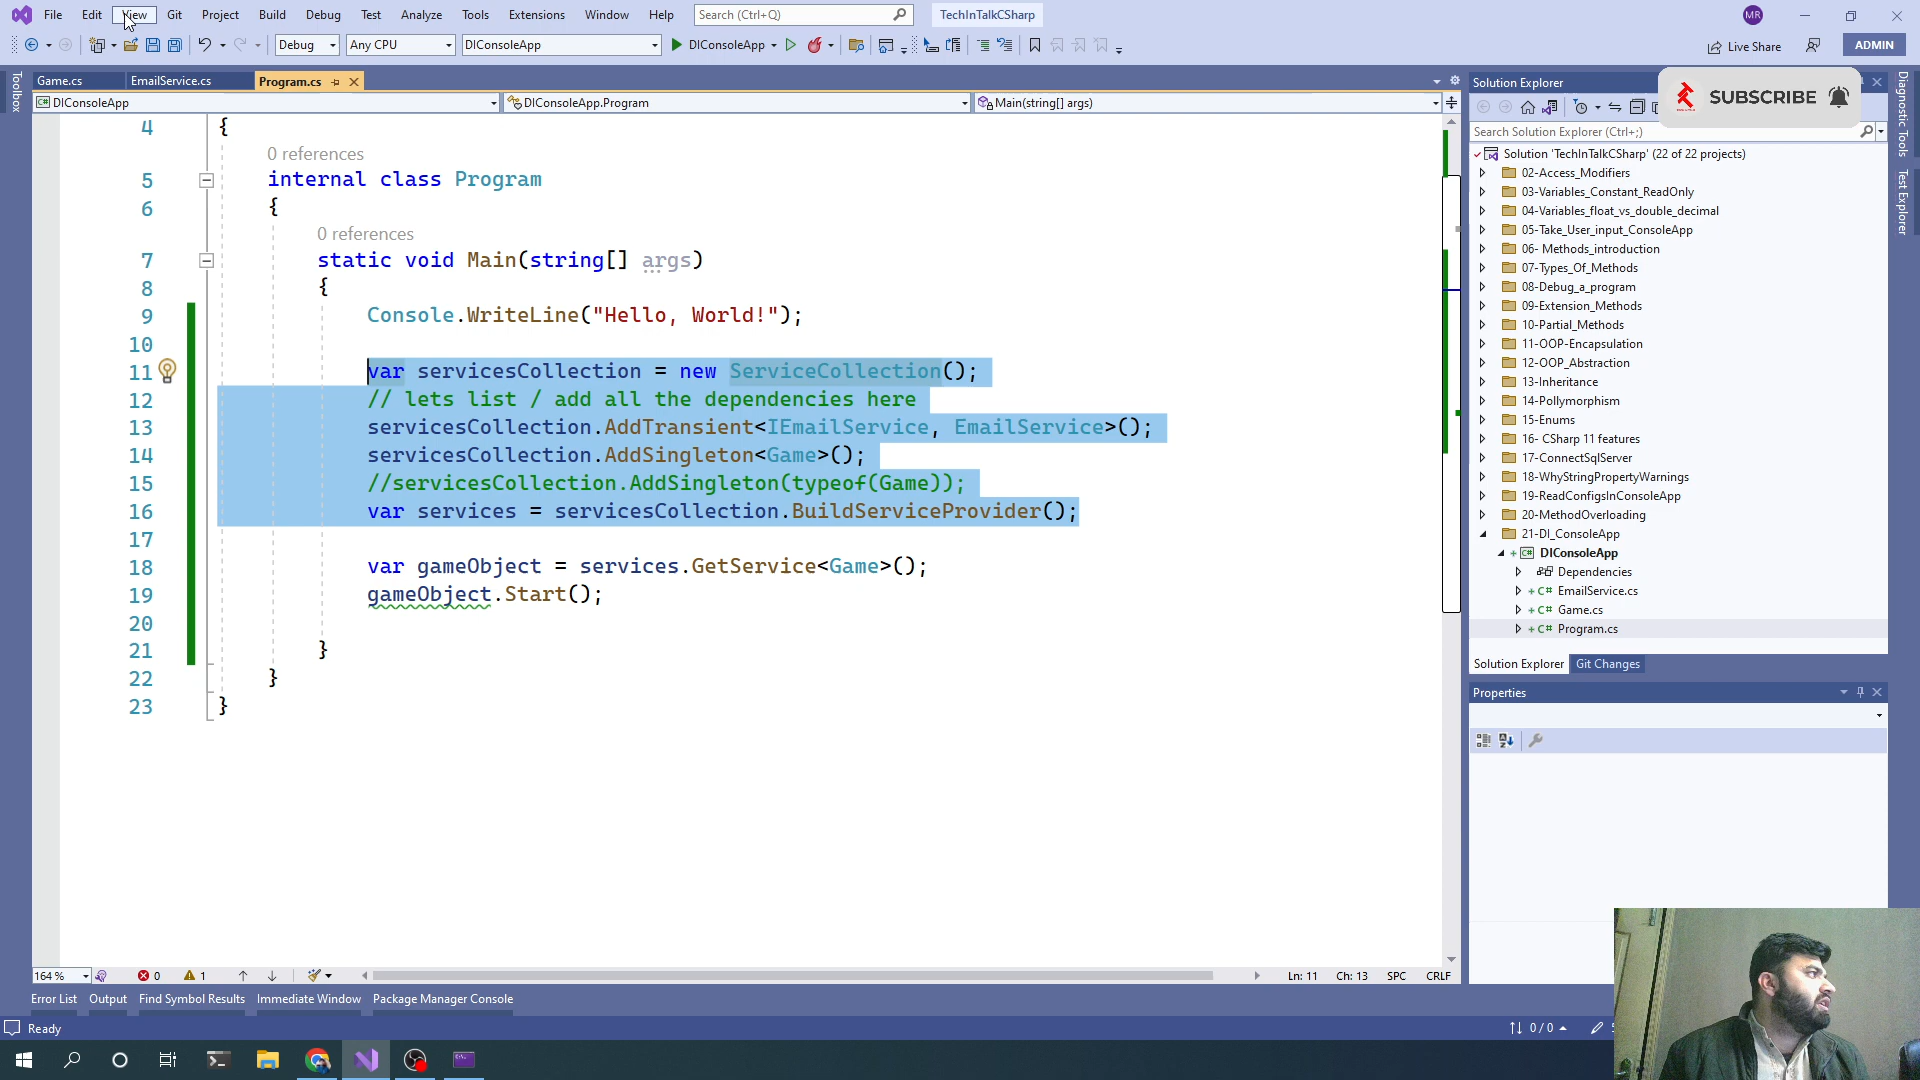 File Edit View Git Project Build Debug Test Analyze Tools Extensions Window Help Search (Ctrl+Q) TechInTalkCSharp MR
Debug Any CPU DIConsoleApp DIConsoleApp Live Share ADMIN
Toolbox
Game.cs EmailService.cs Program.cs
DIConsoleApp DIConsoleApp.Program Main(string[] args)
4 {
0 references
5 internal class Program
6 {
0 references
7 static void Main(string[] args)
8 {
9 Console.WriteLine("Hello, World!");
10
11 var servicesCollection = new ServiceCollection();
12 // lets list / add all the dependencies here
13 servicesCollection.AddTransient<IEmailService, EmailService>();
14 servicesCollection.AddSingleton<Game>();
15 //servicesCollection.AddSingleton(typeof(Game));
16 var services = servicesCollection.BuildServiceProvider();
17
18 var gameObject = services.GetService<Game>();
19 gameObject.Start();
20
21 }
22 }
23 }
164 % 0 1 Ln: 11 Ch: 13 SPC CRLF
Error List Output Find Symbol Results Immediate Window Package Manager Console
Ready 0 / 0
Solution Explorer
SUBSCRIBE
Search Solution Explorer (Ctrl+;)
Solution 'TechInTalkCSharp' (22 of 22 projects)
02-Access_Modifiers
03-Variables_Constant_ReadOnly
04-Variables_float_vs_double_decimal
05-Take_User_input_ConsoleApp
06- Methods_introduction
07-Types_Of_Methods
08-Debug_a_program
09-Extension_Methods
10-Partial_Methods
11-OOP-Encapsulation
12-OOP_Abstraction
13-Inheritance
14-Pollymorphism
15-Enums
16- CSharp 11 features
17-ConnectSqlServer
18-WhyStringPropertyWarnings
19-ReadConfigsInConsoleApp
20-MethodOverloading
21-DI_ConsoleApp
DIConsoleApp
Dependencies
C# EmailService.cs
C# Game.cs
C# Program.cs
Solution Explorer Git Changes
Properties
Diagnostic Tools
Test Explorer